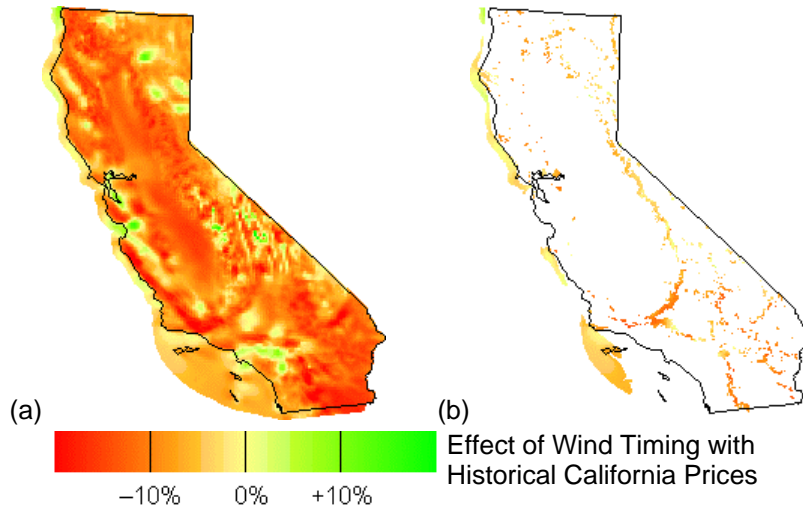 (a)
(b)
Effect of Wind Timing with
Historical California Prices
–10%
0%
+10%